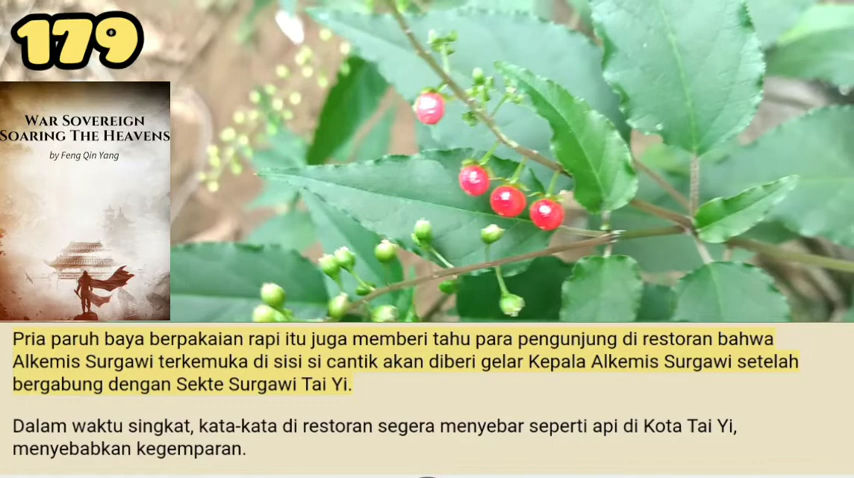 179
WAR SOVEREIGN
SOARING THE HEAVENS
by Feng Qin Yang
Pria paruh baya berpakaian rapi itu juga memberi tahu para pengunjung di restoran bahwa
Alkemis Surgawi terkemuka di sisi si cantik akan diberi gelar Kepala Alkemis Surgawi setelah
bergabung dengan Sekte Surgawi Tai Yi.
Dalam waktu singkat, kata-kata di restoran segera menyebar seperti api di Kota Tai Yi,
menyebabkan kegemparan.